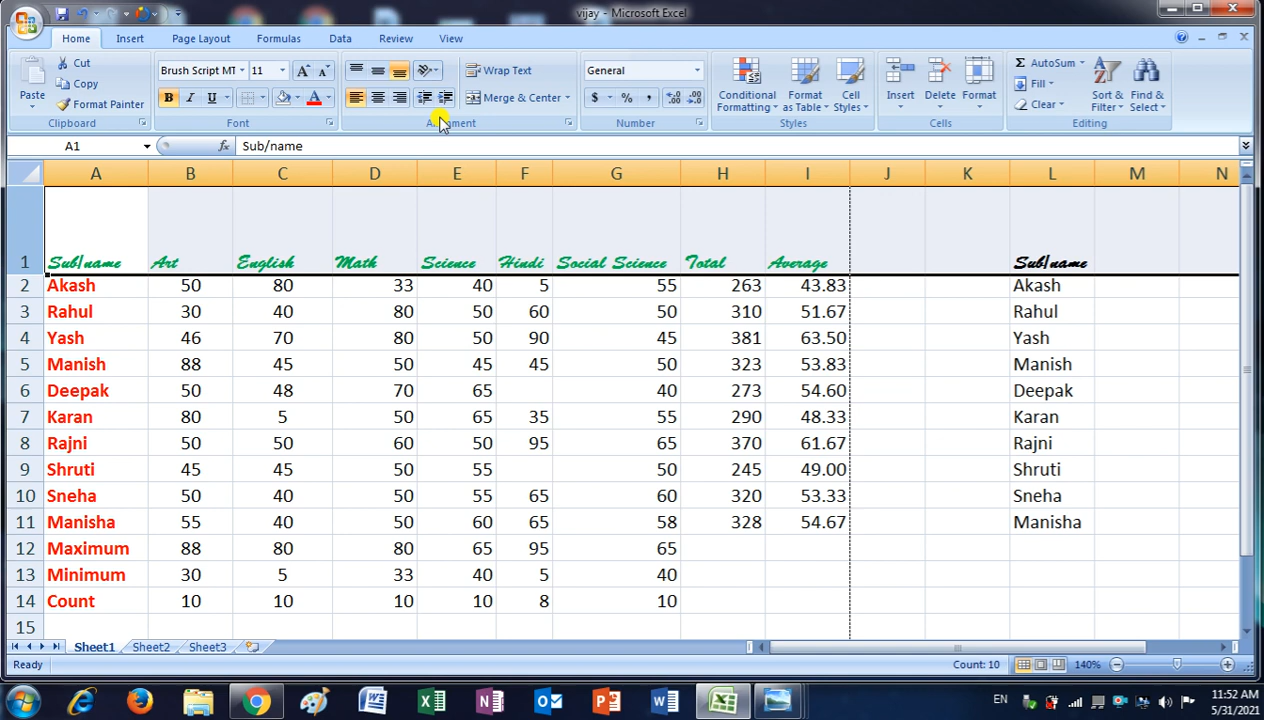 vijay - Microsoft Excel
Home Insert Page Layout Formulas Data Review View
Paste Cut Copy Format Painter Clipboard
Brush Script MT 11 B I U A Font
Wrap Text Merge & Center
General $ % , Number
Conditional Formatting Format as Table Cell Styles Styles
Insert Delete Format Cells
AutoSum Fill Clear Sort & Filter Find & Select Editing
A1 fx Sub/name
A B C D E F G H I J K L M N
1 Sub/name Art English Math Science Hindi Social Science Total Average Sub/name
2 Akash 50 80 33 40 5 55 263 43.83 Akash
3 Rahul 30 40 80 50 60 50 310 51.67 Rahul
4 Yash 46 70 80 50 90 45 381 63.50 Yash
5 Manish 88 45 50 45 45 50 323 53.83 Manish
6 Deepak 50 48 70 65 40 273 54.60 Deepak
7 Karan 80 5 50 65 35 55 290 48.33 Karan
8 Rajni 50 50 60 50 95 65 370 61.67 Rajni
9 Shruti 45 45 50 55 50 245 49.00 Shruti
10 Sneha 50 40 50 55 65 60 320 53.33 Sneha
11 Manisha 55 40 50 60 65 58 328 54.67 Manisha
12 Maximum 88 80 80 65 95 65
13 Minimum 30 5 33 40 5 40
14 Count 10 10 10 10 8 10
15
Sheet1 Sheet2 Sheet3
Ready Count: 10 140%
EN 11:52 AM
5/31/2021